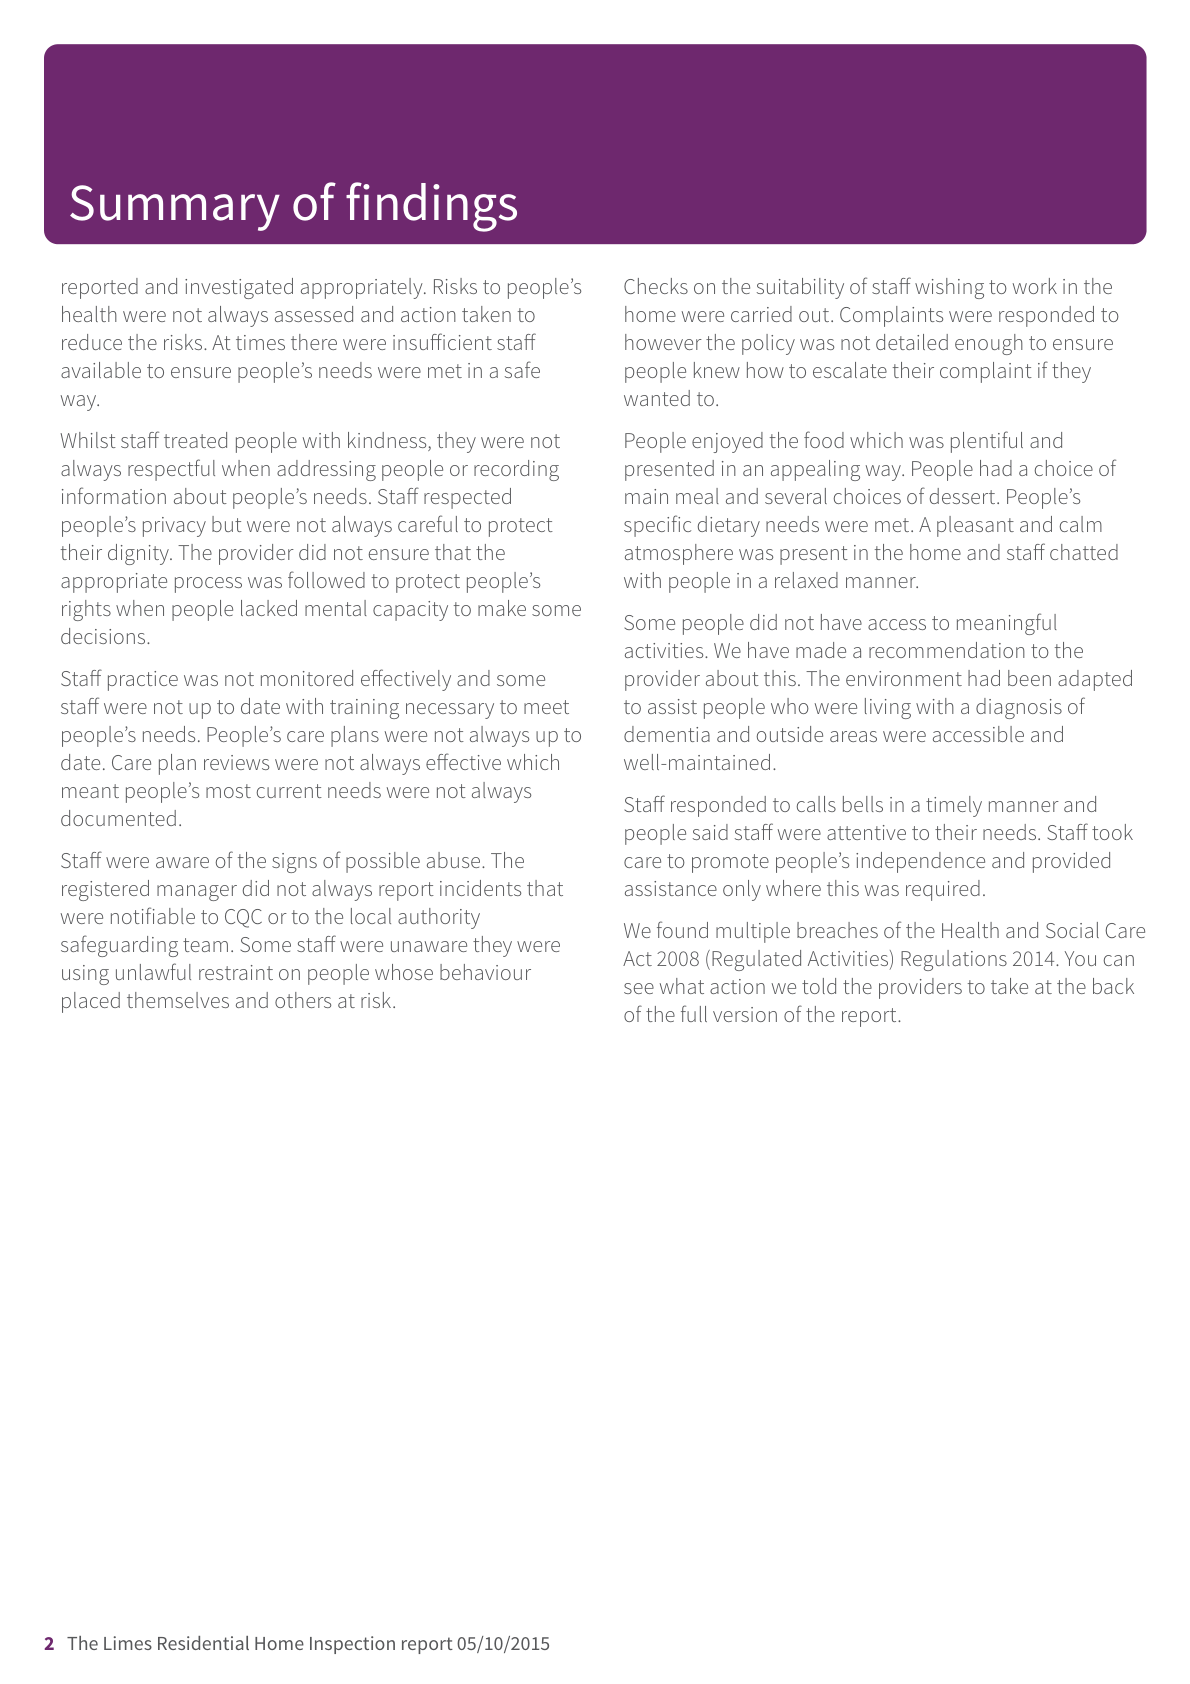 Summary of findings
reported and investigated appropriately. Risks to people’s
health were not always assessed and action taken to
reduce the risks. At times there were insufficient staff
available to ensure people’s needs were met in a safe
way.
Whilst staff treated people with kindness, they were not
always respectful when addressing people or recording
information about people’s needs. Staff respected
people’s privacy but were not always careful to protect
their dignity. The provider did not ensure that the
appropriate process was followed to protect people’s
rights when people lacked mental capacity to make some
decisions.
Staff practice was not monitored effectively and some
staff were not up to date with training necessary to meet
people’s needs. People’s care plans were not always up to
date. Care plan reviews were not always effective which
meant people’s most current needs were not always
documented.
Staff were aware of the signs of possible abuse. The
registered manager did not always report incidents that
were notifiable to CQC or to the local authority
safeguarding team. Some staff were unaware they were
using unlawful restraint on people whose behaviour
placed themselves and others at risk.
Checks on the suitability of staff wishing to work in the
home were carried out. Complaints were responded to
however the policy was not detailed enough to ensure
people knew how to escalate their complaint if they
wanted to.
People enjoyed the food which was plentiful and
presented in an appealing way. People had a choice of
main meal and several choices of dessert. People’s
specific dietary needs were met. A pleasant and calm
atmosphere was present in the home and staff chatted
with people in a relaxed manner.
Some people did not have access to meaningful
activities. We have made a recommendation to the
provider about this. The environment had been adapted
to assist people who were living with a diagnosis of
dementia and outside areas were accessible and
well-maintained.
Staff responded to calls bells in a timely manner and
people said staff were attentive to their needs. Staff took
care to promote people’s independence and provided
assistance only where this was required.
We found multiple breaches of the Health and Social Care
Act 2008 (Regulated Activities) Regulations 2014. You can
see what action we told the providers to take at the back
of the full version of the report.
2 The Limes Residential Home Inspection report 05/10/2015